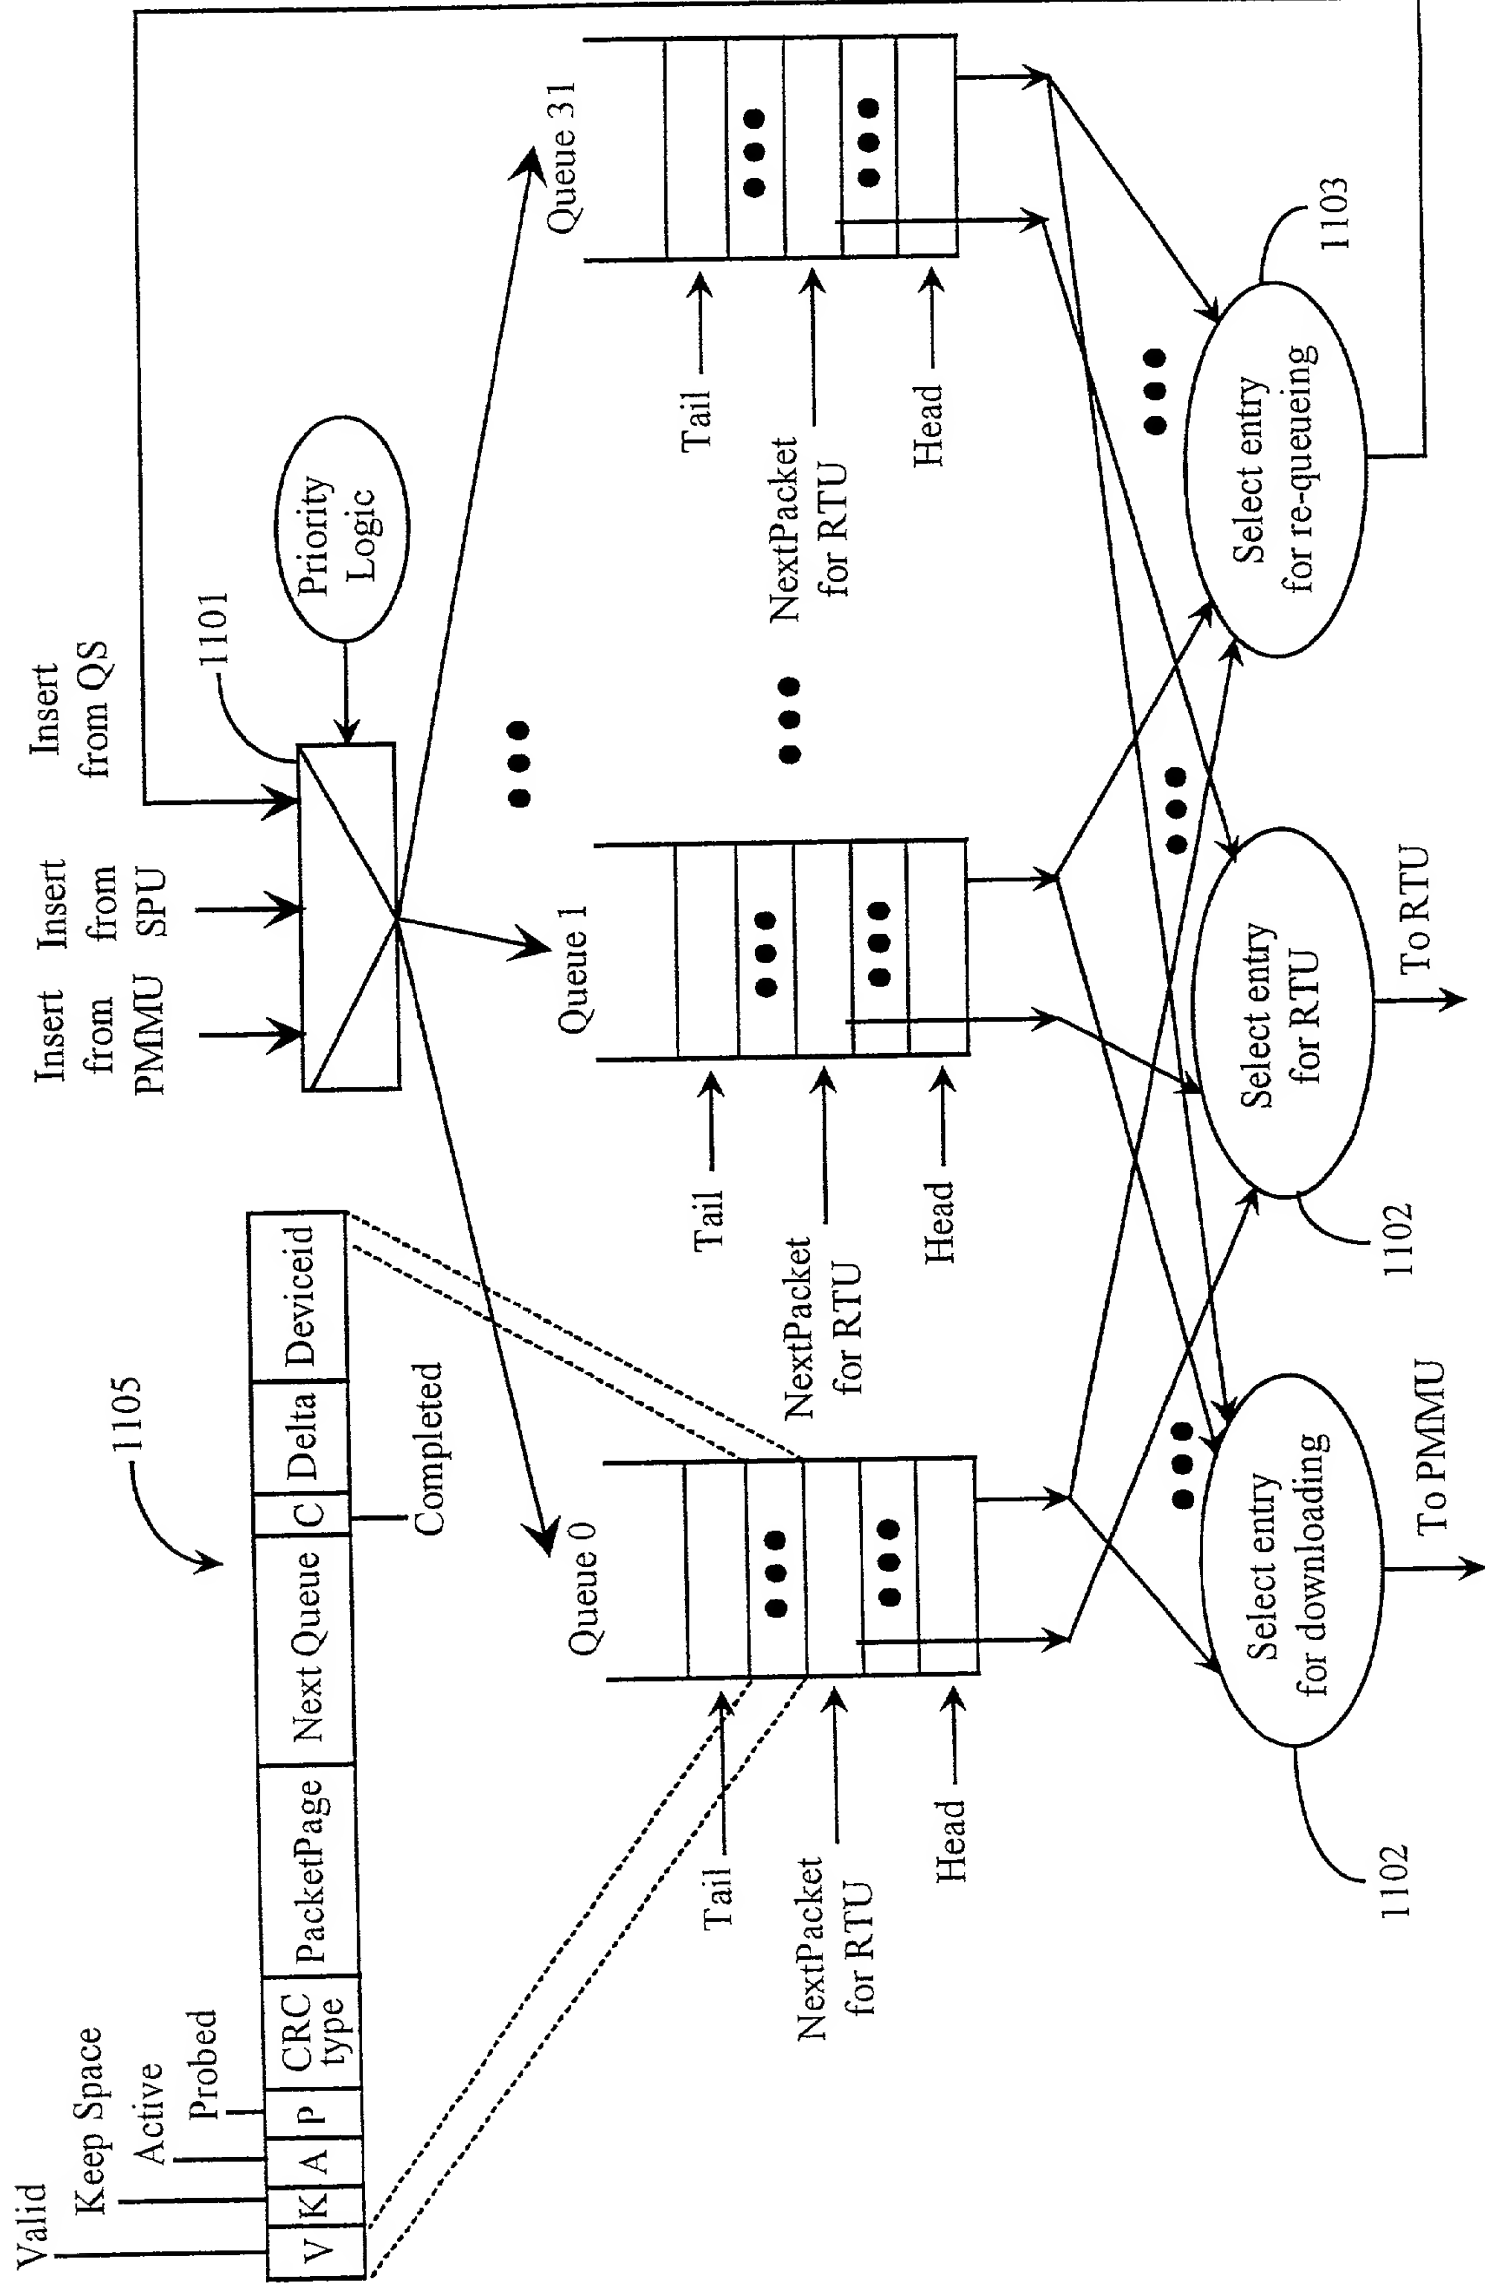 Valid
Keep Space
Active
Probed
V
K
A
P
CRC
type
PacketPage
Next Queue
C
Delta
Deviceid
Completed
1105
Insert
from
PMMU
Insert
from
SPU
Insert
from QS
1101
Priority
Logic
Queue 0
Tail
NextPacket
for RTU
Head
Queue 1
Tail
NextPacket
for RTU
Head
Queue 31
Tail
NextPacket
for RTU
Head
Select entry
for downloading
1102
To PMMU
Select entry
for RTU
1102
To RTU
Select entry
for re-queueing
1103